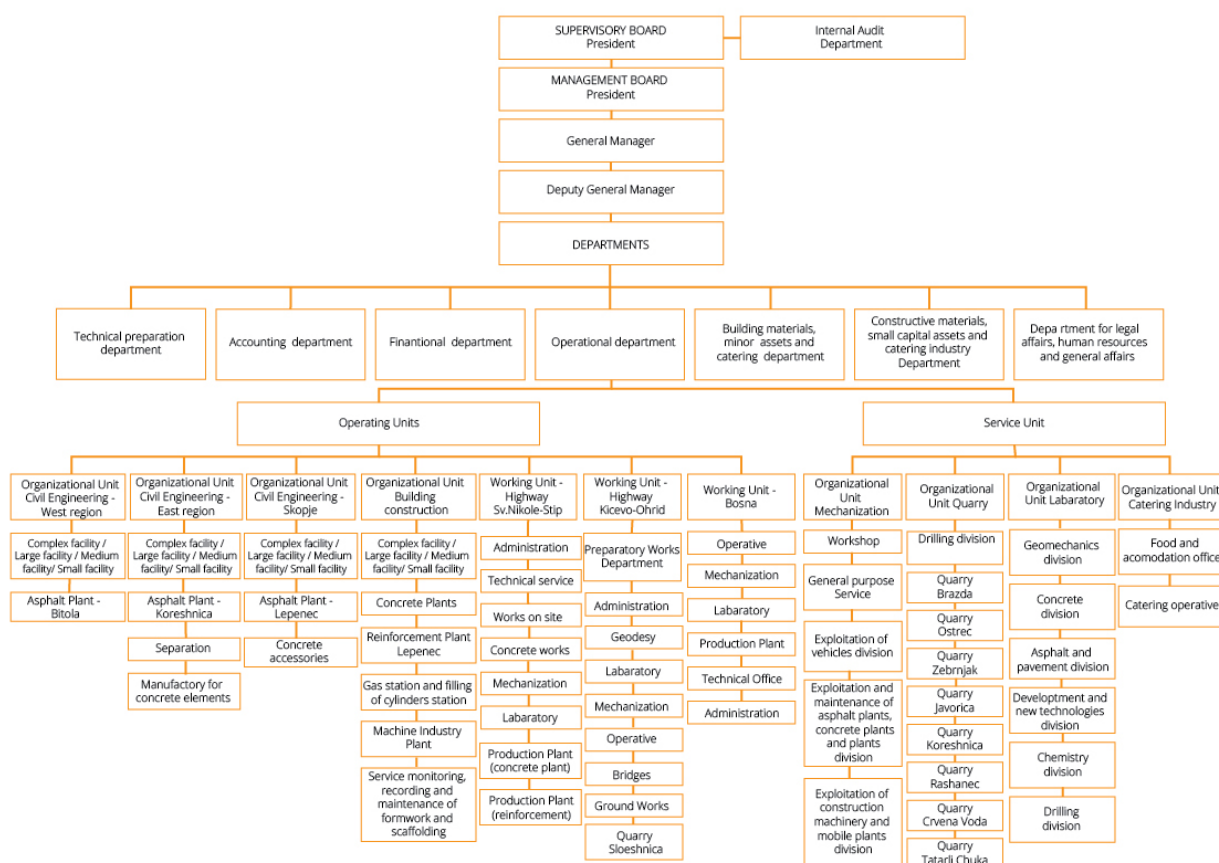 SUPERVISORY BOARD
President
Internal Audit
Department
MANAGEMENT BOARD
President
General Manager
Deputy General Manager
DEPARTMENTS
Technical preparation
department
Accounting department
Finantional department
Operational department
Building materials,
minor assets and
catering department
Constructive materials,
small capital assets and
catering industry
Department
Depa rtment for legal
affairs, human resources
and general affairs
Operating Units
Service Unit
Organizational Unit
Civil Engineering -
West region
Complex facility /
Large facility / Medium
facility/ Small facility
Asphalt Plant -
Bitola
Organizational Unit
Civil Engineering -
East region
Complex facility /
Large facility / Medium
facility/ Small facility
Asphalt Plant -
Koreshnica
Separation
Manufactory for
concrete elements
Organizational Unit
Civil Engineering -
Skopje
Complex facility /
Large facility / Medium
facility/ Small facility
Asphalt Plant -
Lepenec
Concrete
accessories
Organizational Unit
Building
construction
Complex facility /
Large facility / Medium
facility/ Small facility
Concrete Plants
Reinforcement Plant
Lepenec
Gas station and filling
of cylinders station
Machine Industry
Plant
Service monitoring,
recording and
maintenance of
formwork and
scaffolding
Working Unit -
Highway
Sv.Nikole-Stip
Administration
Technical service
Works on site
Concrete works
Mechanization
Labaratory
Production Plant
(concrete plant)
Production Plant
(reinforcement)
Working Unit -
Highway
Kicevo-Ohrid
Preparatory Works
Department
Administration
Geodesy
Labaratory
Mechanization
Operative
Bridges
Ground Works
Quarry
Sloeshnica
Working Unit -
Bosna
Operative
Mechanization
Labaratory
Production Plant
Technical Office
Administration
Organizational
Unit
Mechanization
Workshop
General purpose
Service
Exploitation of
vehicles division
Exploitation and
maintenance of
asphalt plants,
concrete plants
and plants
division
Exploitation of
construction
machinery and
mobile plants
division
Organizational
Unit Quarry
Drilling division
Quarry
Brazda
Quarry
Ostrec
Quarry
Zebrnjak
Quarry
Javorica
Quarry
Koreshnica
Quarry
Rashanec
Quarry
Crvena Voda
Quarry
Tatarli Chuka
Organizational
Unit Labaratory
Geomechanics
division
Concrete
division
Asphalt and
pavement division
Developtment and
new technologies
division
Chemistry
division
Drilling
division
Organizational Unit
Catering Industry
Food and
acomodation office
Catering operative